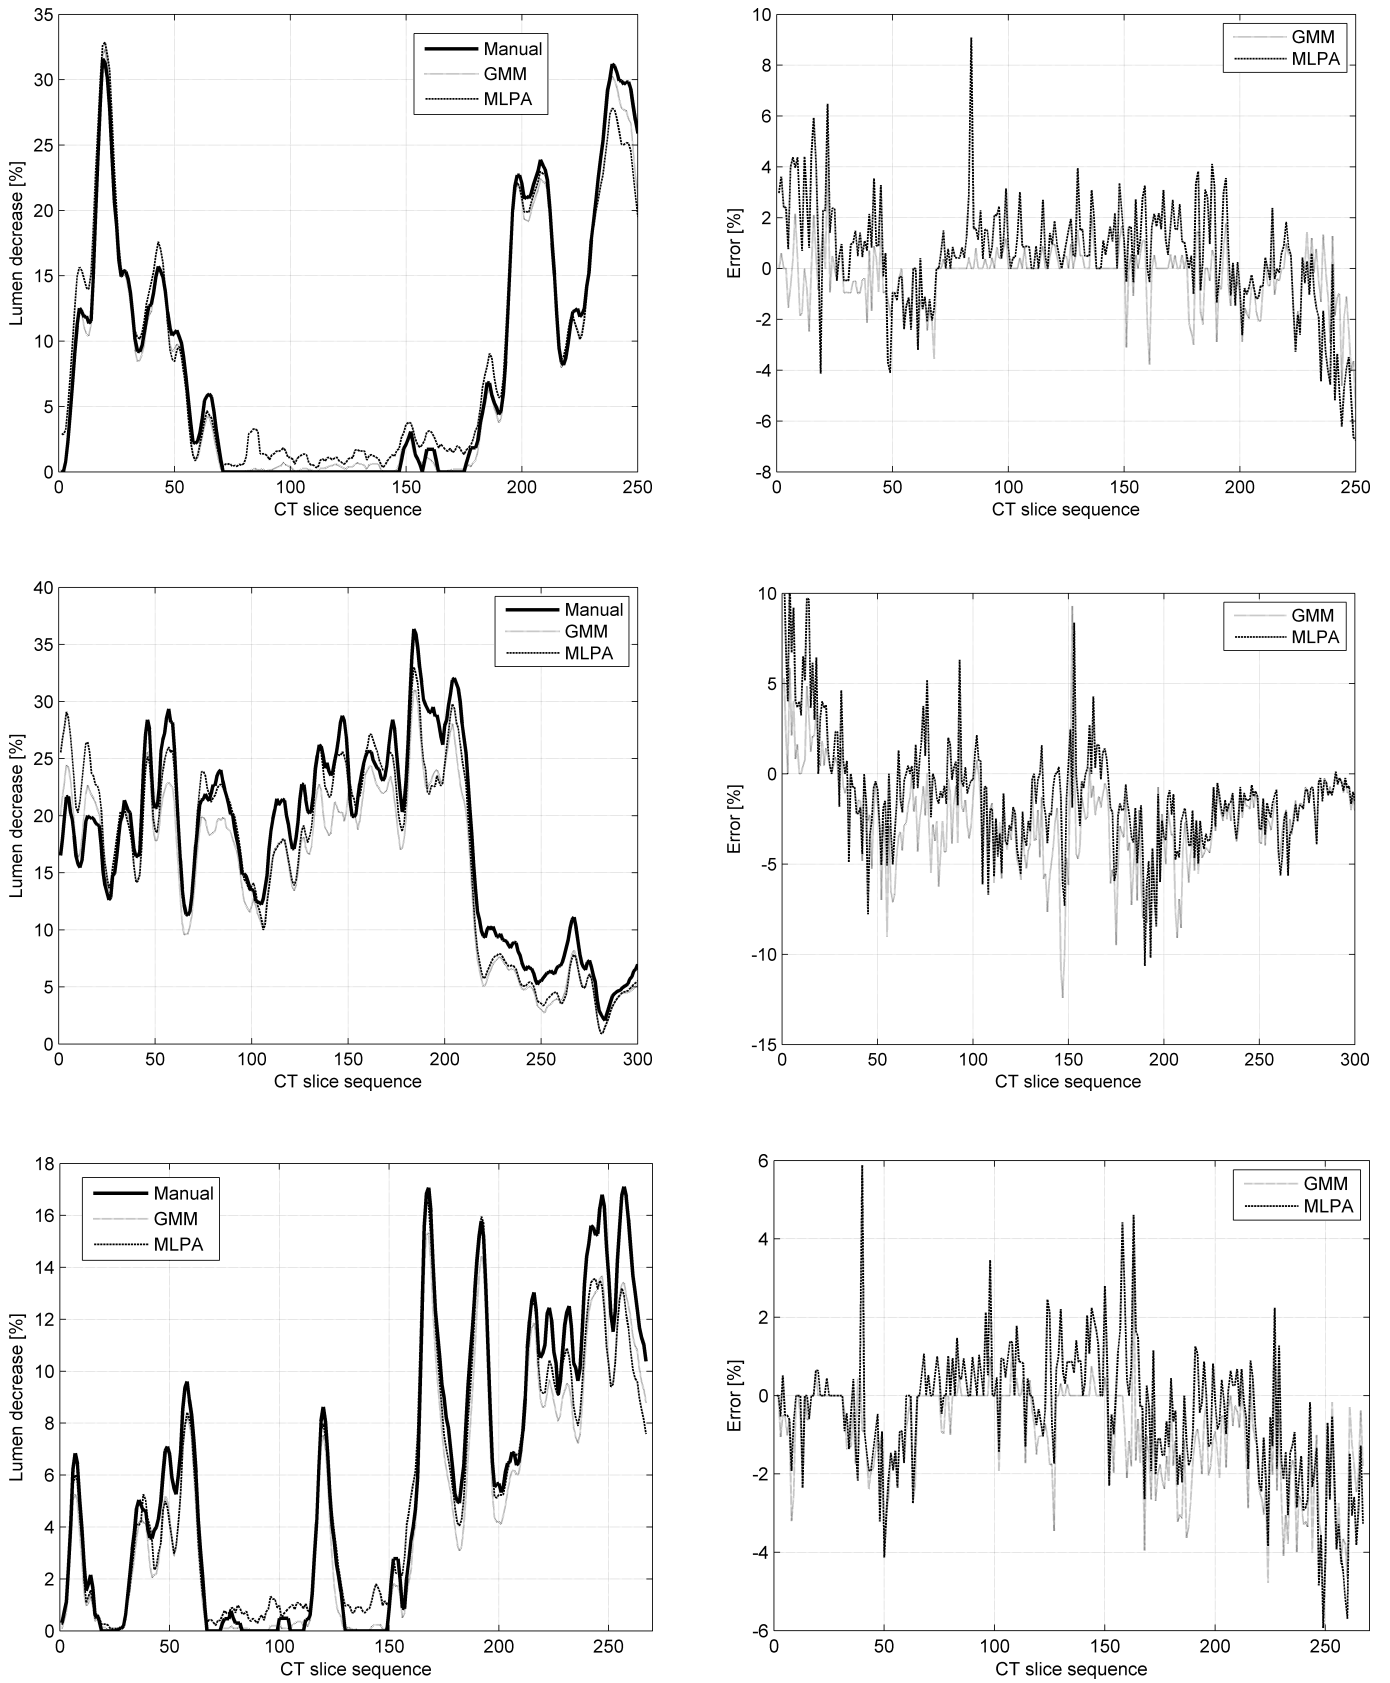 35
30
25
20
15
10
5
0
Lumen decrease [%]
Manual
GMM
MLPA
0 50 100 150 200 250
CT slice sequence
10
8
6
4
2
0
-2
-4
-6
-8
Error [%]
GMM
MLPA
0 50 100 150 200 250
CT slice sequence
40
35
30
25
20
15
10
5
0
Lumen decrease [%]
Manual
GMM
MLPA
0 50 100 150 200 250 300
CT slice sequence
10
5
0
-5
-10
-15
Error [%]
GMM
MLPA
0 50 100 150 200 250 300
CT slice sequence
18
16
14
12
10
8
6
4
2
0
Lumen decrease [%]
Manual
GMM
MLPA
0 50 100 150 200 250
CT slice sequence
6
4
2
0
-2
-4
-6
Error [%]
GMM
MLPA
0 50 100 150 200 250
CT slice sequence